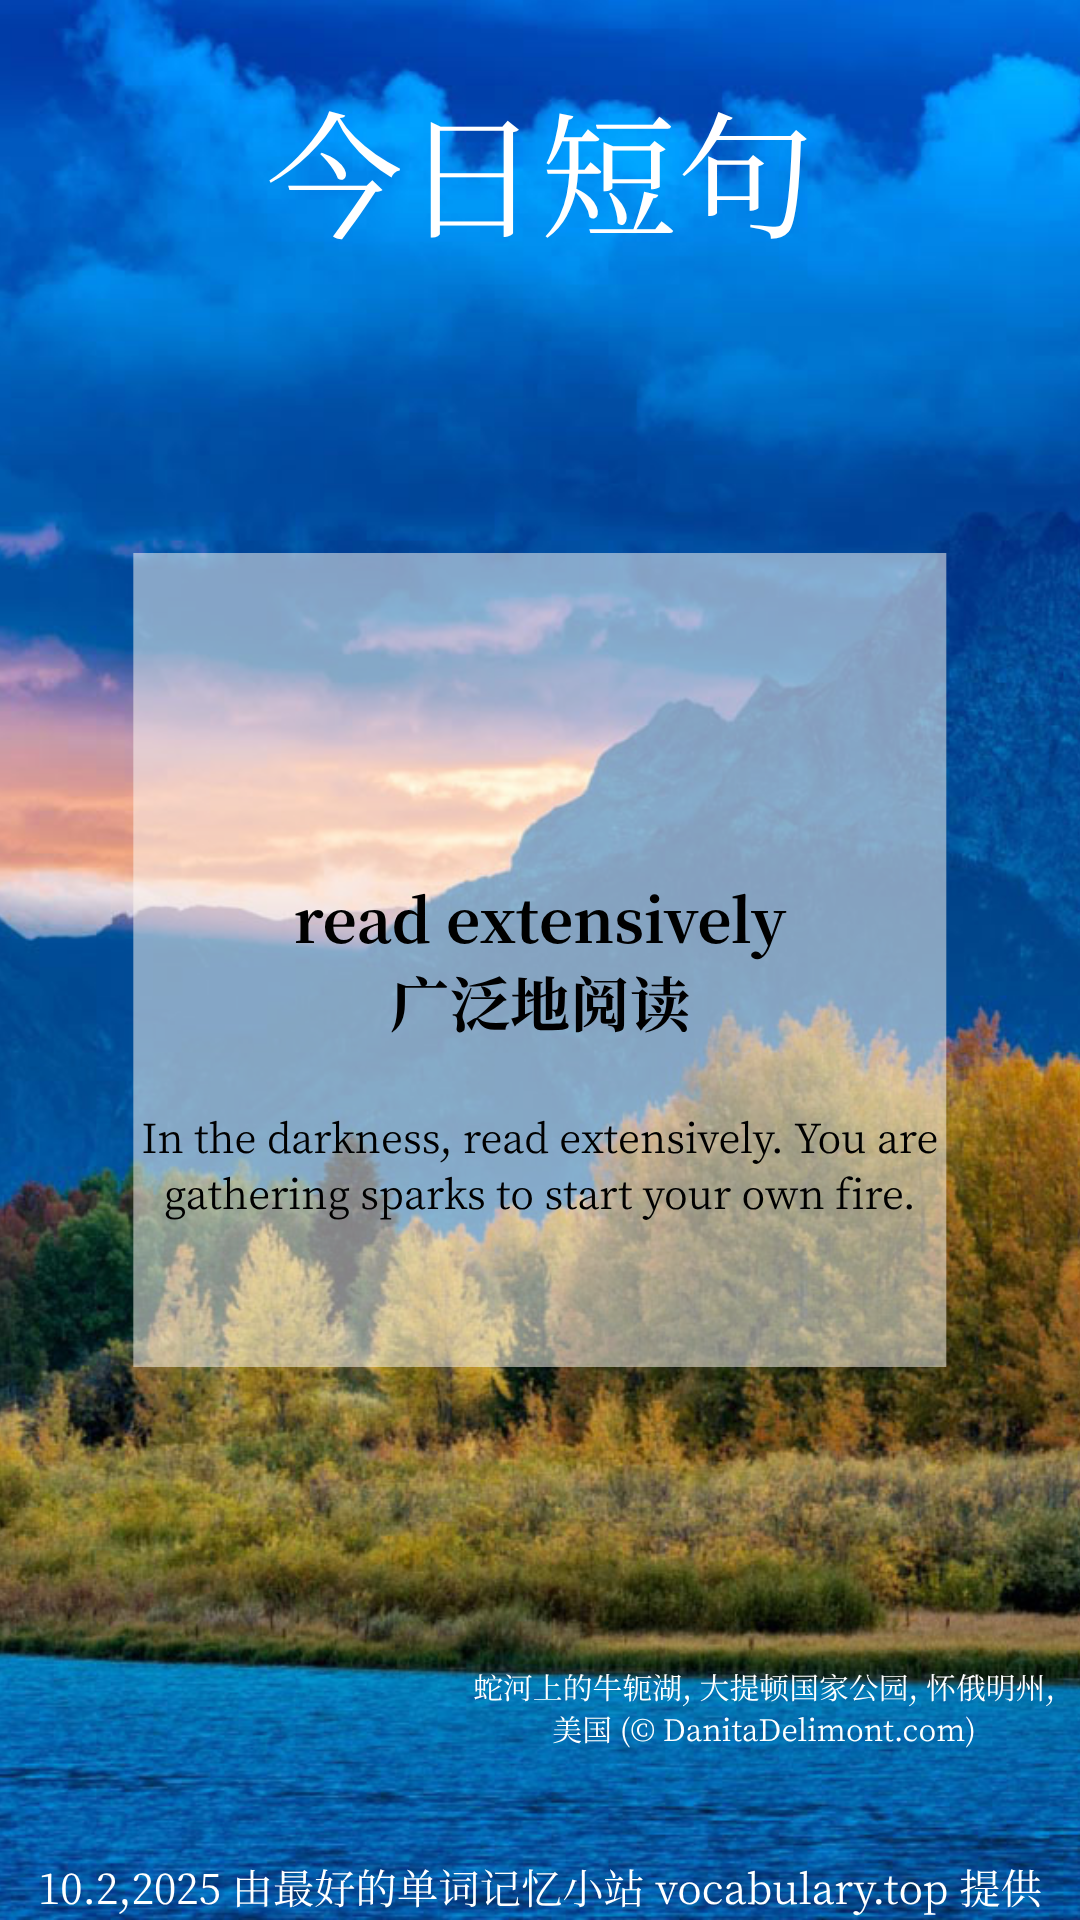 今日短句
read extensively
广泛地阅读
In the darkness, read extensively. You are
gathering sparks to start your own fire.
蛇河上的牛轭湖, 大提顿国家公园, 怀俄明州,
美国 (© DanitaDelimont.com)
10.2,2025 由最好的单词记忆小站 vocabulary.top 提供